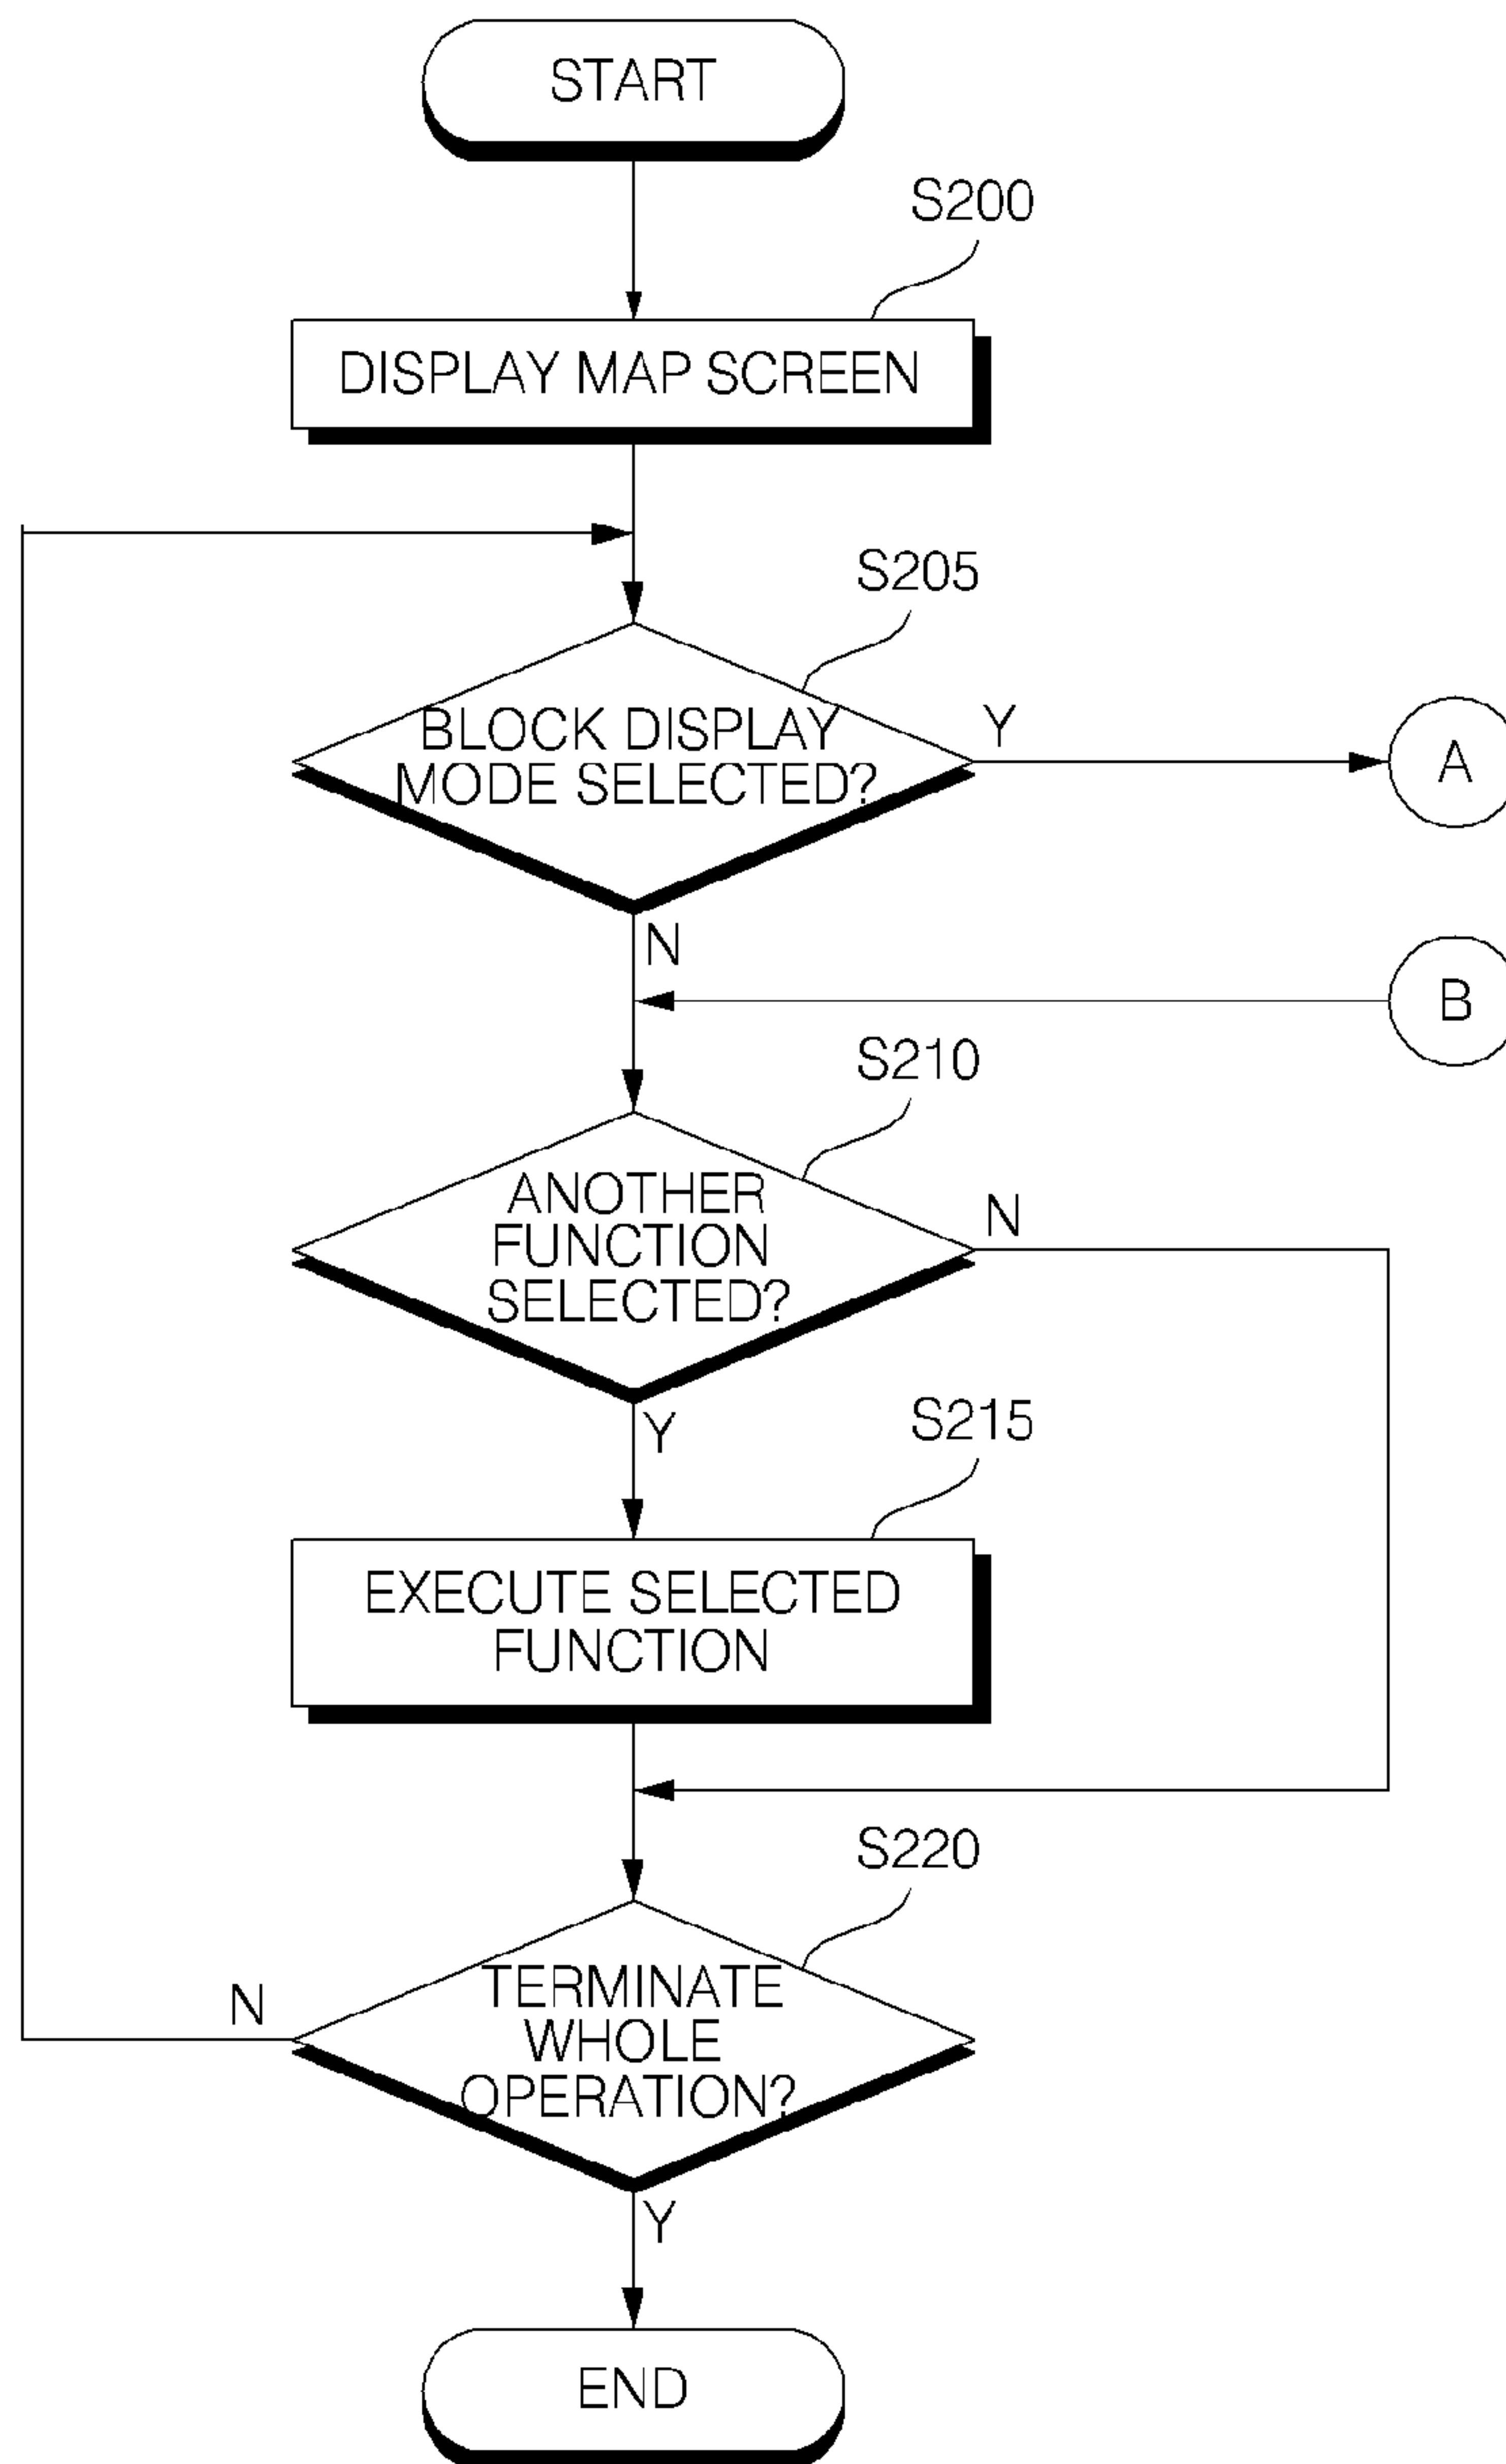 START
S200
DISPLAY MAP SCREEN
S205
BLOCK DISPLAY
MODE SELECTED?
Y
A
N
B
S210
ANOTHER
FUNCTION
SELECTED?
N
Y
S215
EXECUTE SELECTED
FUNCTION
S220
TERMINATE
WHOLE
OPERATION?
N
Y
END